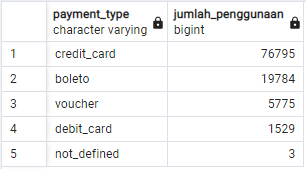 payment_type jumlah_penggunaan
character varying bigint
1 credit_card 76795
2 boleto 19784
3 voucher 5775
4 debit_card 1529
5 not_defined 3